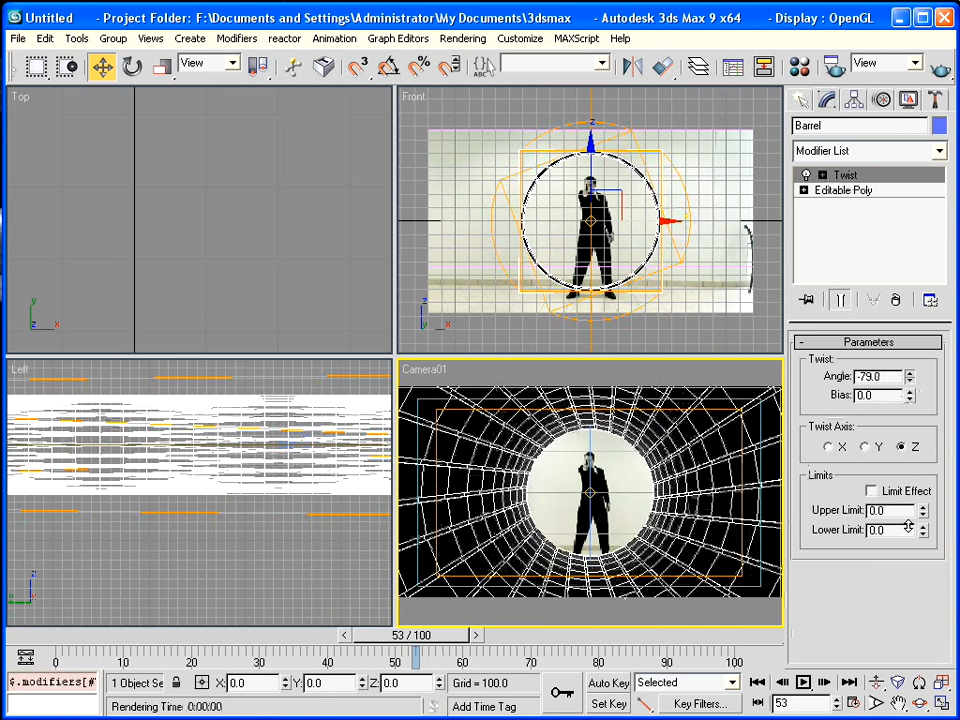 Untitled - Project Folder: F:\Documents and Settings\Administrator\My Documents\3dsmax - Autodesk 3ds Max 9 x64 - Display : OpenGL
File Edit Tools Group Views Create Modifiers reactor Animation Graph Editors Rendering Customize MAXScript Help
View 3 % {} ABC View
Top Front
Barrel
Modifier List
Twist
Editable Poly
z
y
z x
z
y x
Parameters
Left Camera01
Twist:
Angle: -79.0
Bias: 0.0
Twist Axis:
X Y Z
Limits
Limit Effect
Upper Limit: 0.0
Lower Limit: 0.0
z
< 53 / 100 >
0 10 20 30 40 50 60 70 80 90 100
$.modifiers[#" 1 Object Se X: 0.0 Y: 0.0 Z: 0.0 Grid = 100.0 Auto Key Selected
Rendering Time 0:00:00 Add Time Tag Set Key Key Filters... 53